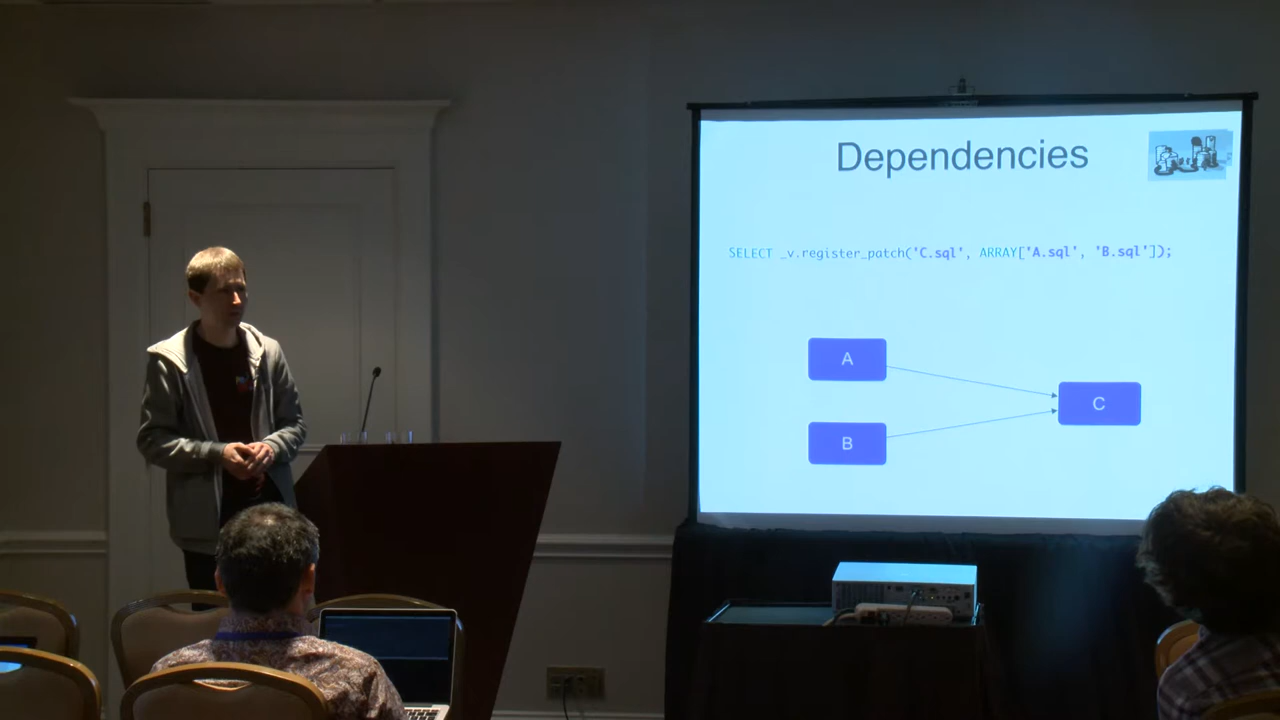 Dependencies
SELECT _v.register_patch('C.sql', ARRAY['A.sql', 'B.sql']);
A
C
B